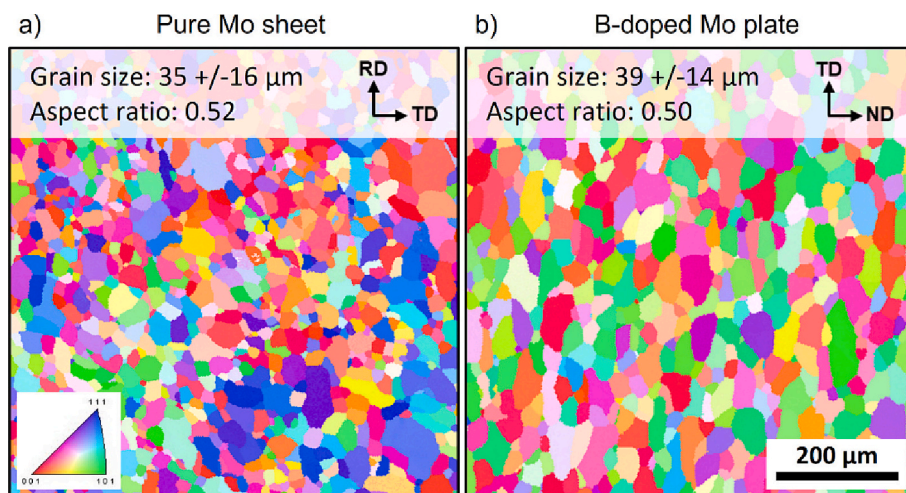 a) Pure Mo sheet
Grain size: 35 +/-16 µm
Aspect ratio: 0.52
RD
TD
111
001 101
b) B-doped Mo plate
Grain size: 39 +/-14 µm
Aspect ratio: 0.50
TD
ND
200 µm